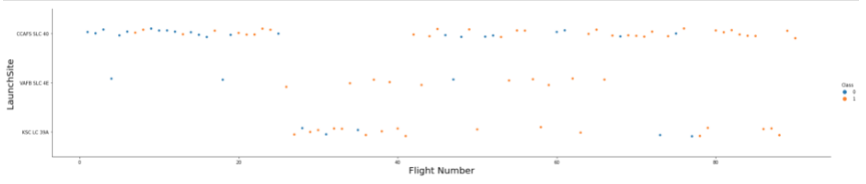 CCAFS SLC 40
VAFB SLC 4E
KSC LC 39A
LaunchSite
0
20
40
60
80
Flight Number
Class
0
1